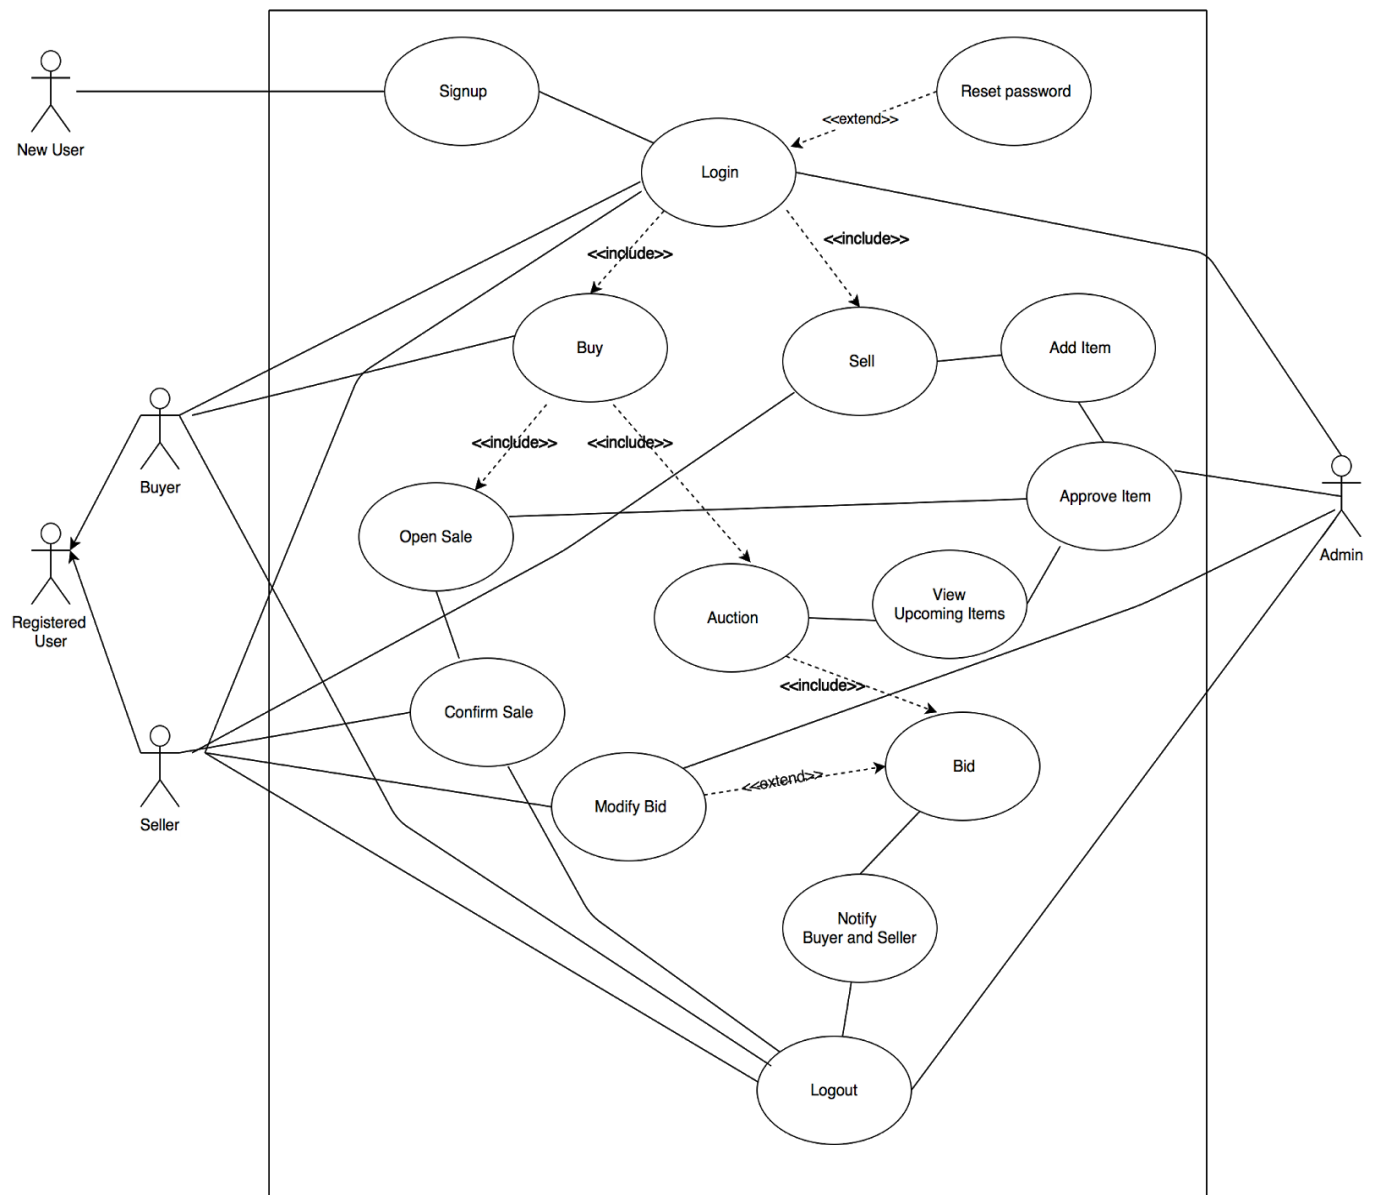 Signup
Reset password
<<extend>>
New User
Login
<<include>>
<<include>>
Buy
Sell
Add Item
<<include>>
<<include>>
Buyer
Approve Item
Open Sale
Admin
Registered
User
View
Upcoming Items
Auction
<<include>>
Confirm Sale
Bid
<<extend>>
Modify Bid
Seller
Notify
Buyer and Seller
Logout